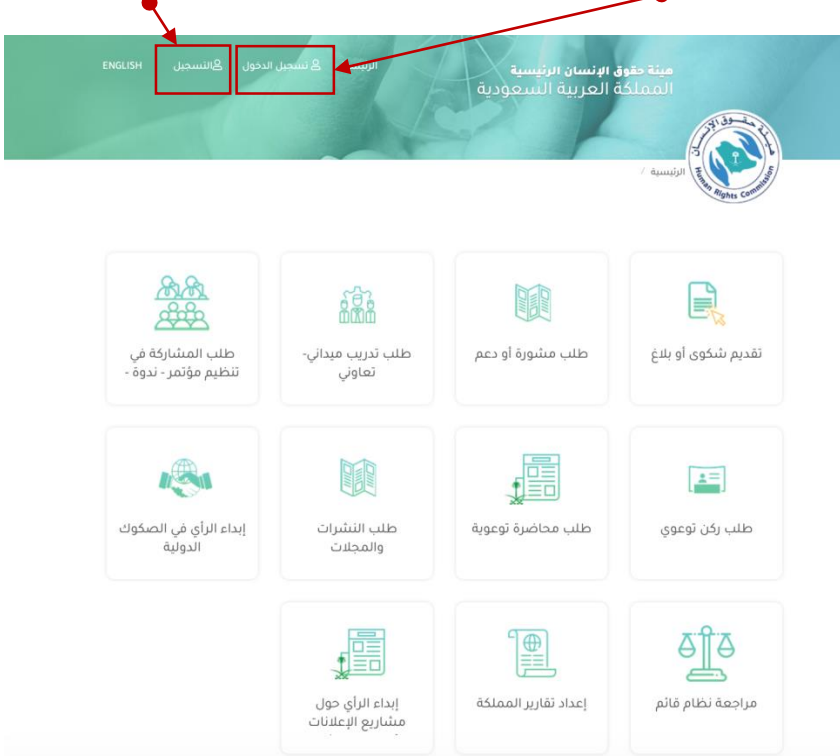 هيئة حقوق الإنسان الرئيسية
المملكة العربية السعودية
تسجيل الدخول
التسجيل
ENGLISH
هيئة حقوق الإنسان
Human Rights Commission
الرئيسية /
تقديم شكوى أو بلاغ
طلب مشورة أو دعم
طلب تدريب ميداني-
تعاوني
طلب المشاركة في
تنظيم مؤتمر - ندوة -
طلب ركن توعوي
طلب محاضرة توعوية
طلب النشرات
والمجلات
إبداء الرأي في الصكوك
الدولية
مراجعة نظام قائم
إعداد تقارير المملكة
إبداء الرأي حول
مشاريع الإعلانات